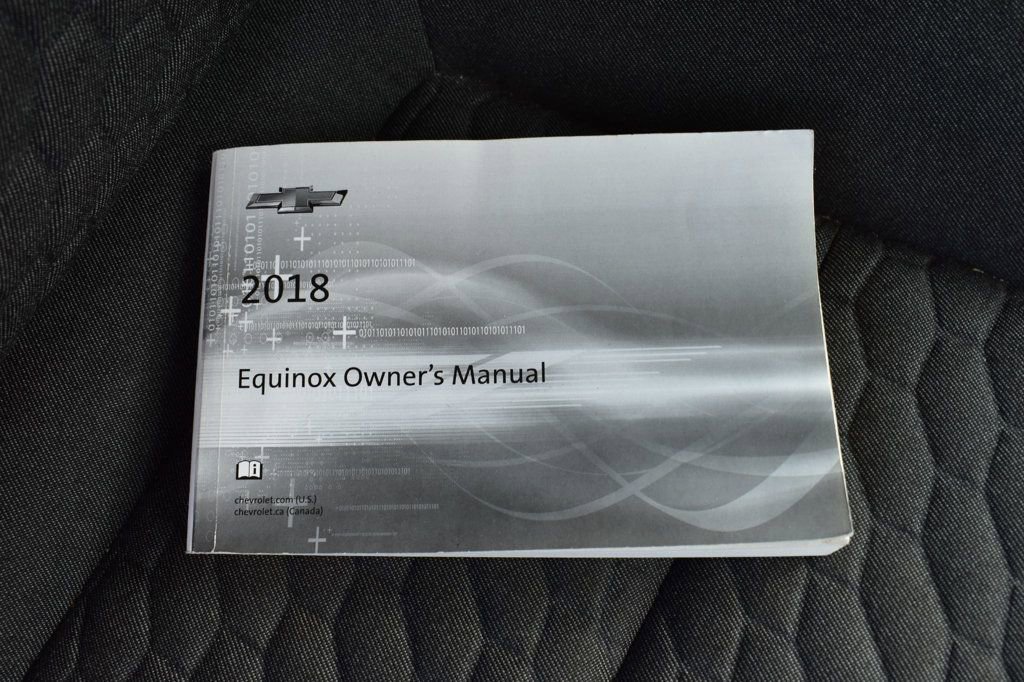 2018
Equinox Owner's Manual
chevrolet.com (U.S.)
chevrolet.ca (Canada)